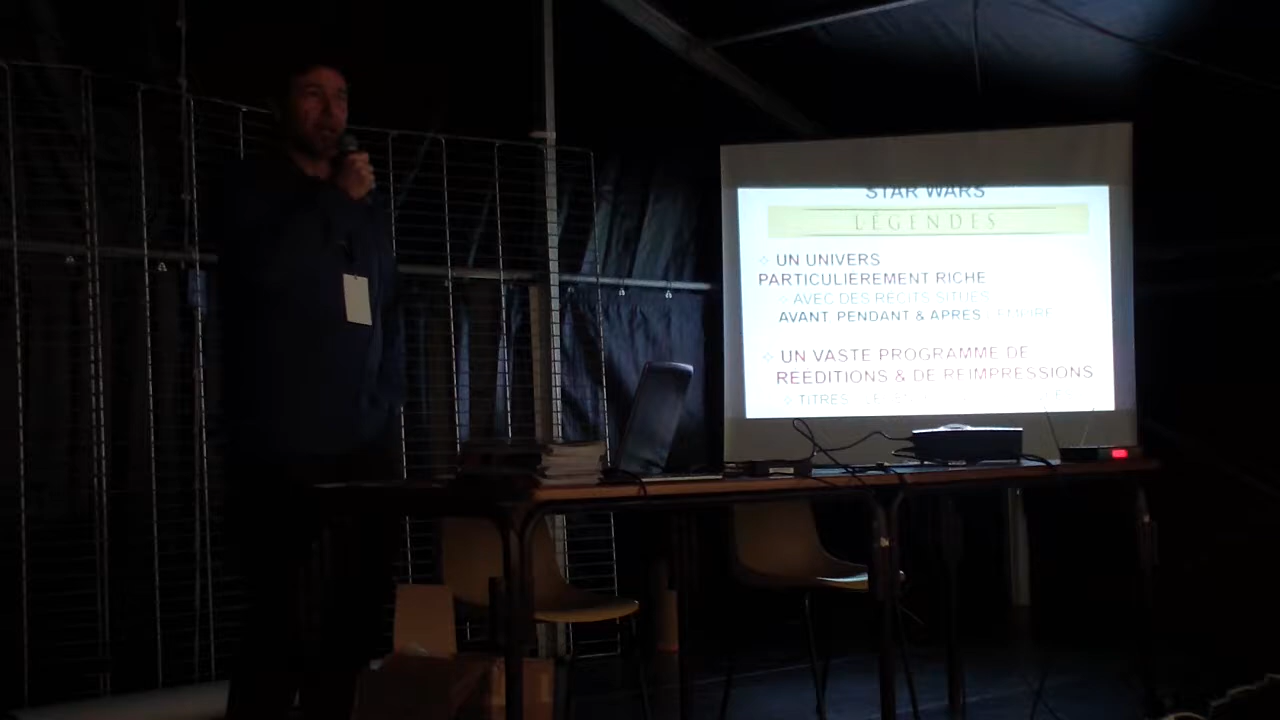 STAR WARS
LÉGENDES
UN UNIVERS
PARTICULIEREMENT RICHE
AVEC DES RECITS SITUES
AVANT PENDANT & APRES L'EMPIRE
UN VASTE PROGRAMME DE
REEDITIONS & DE REIMPRESSIONS
TITRES